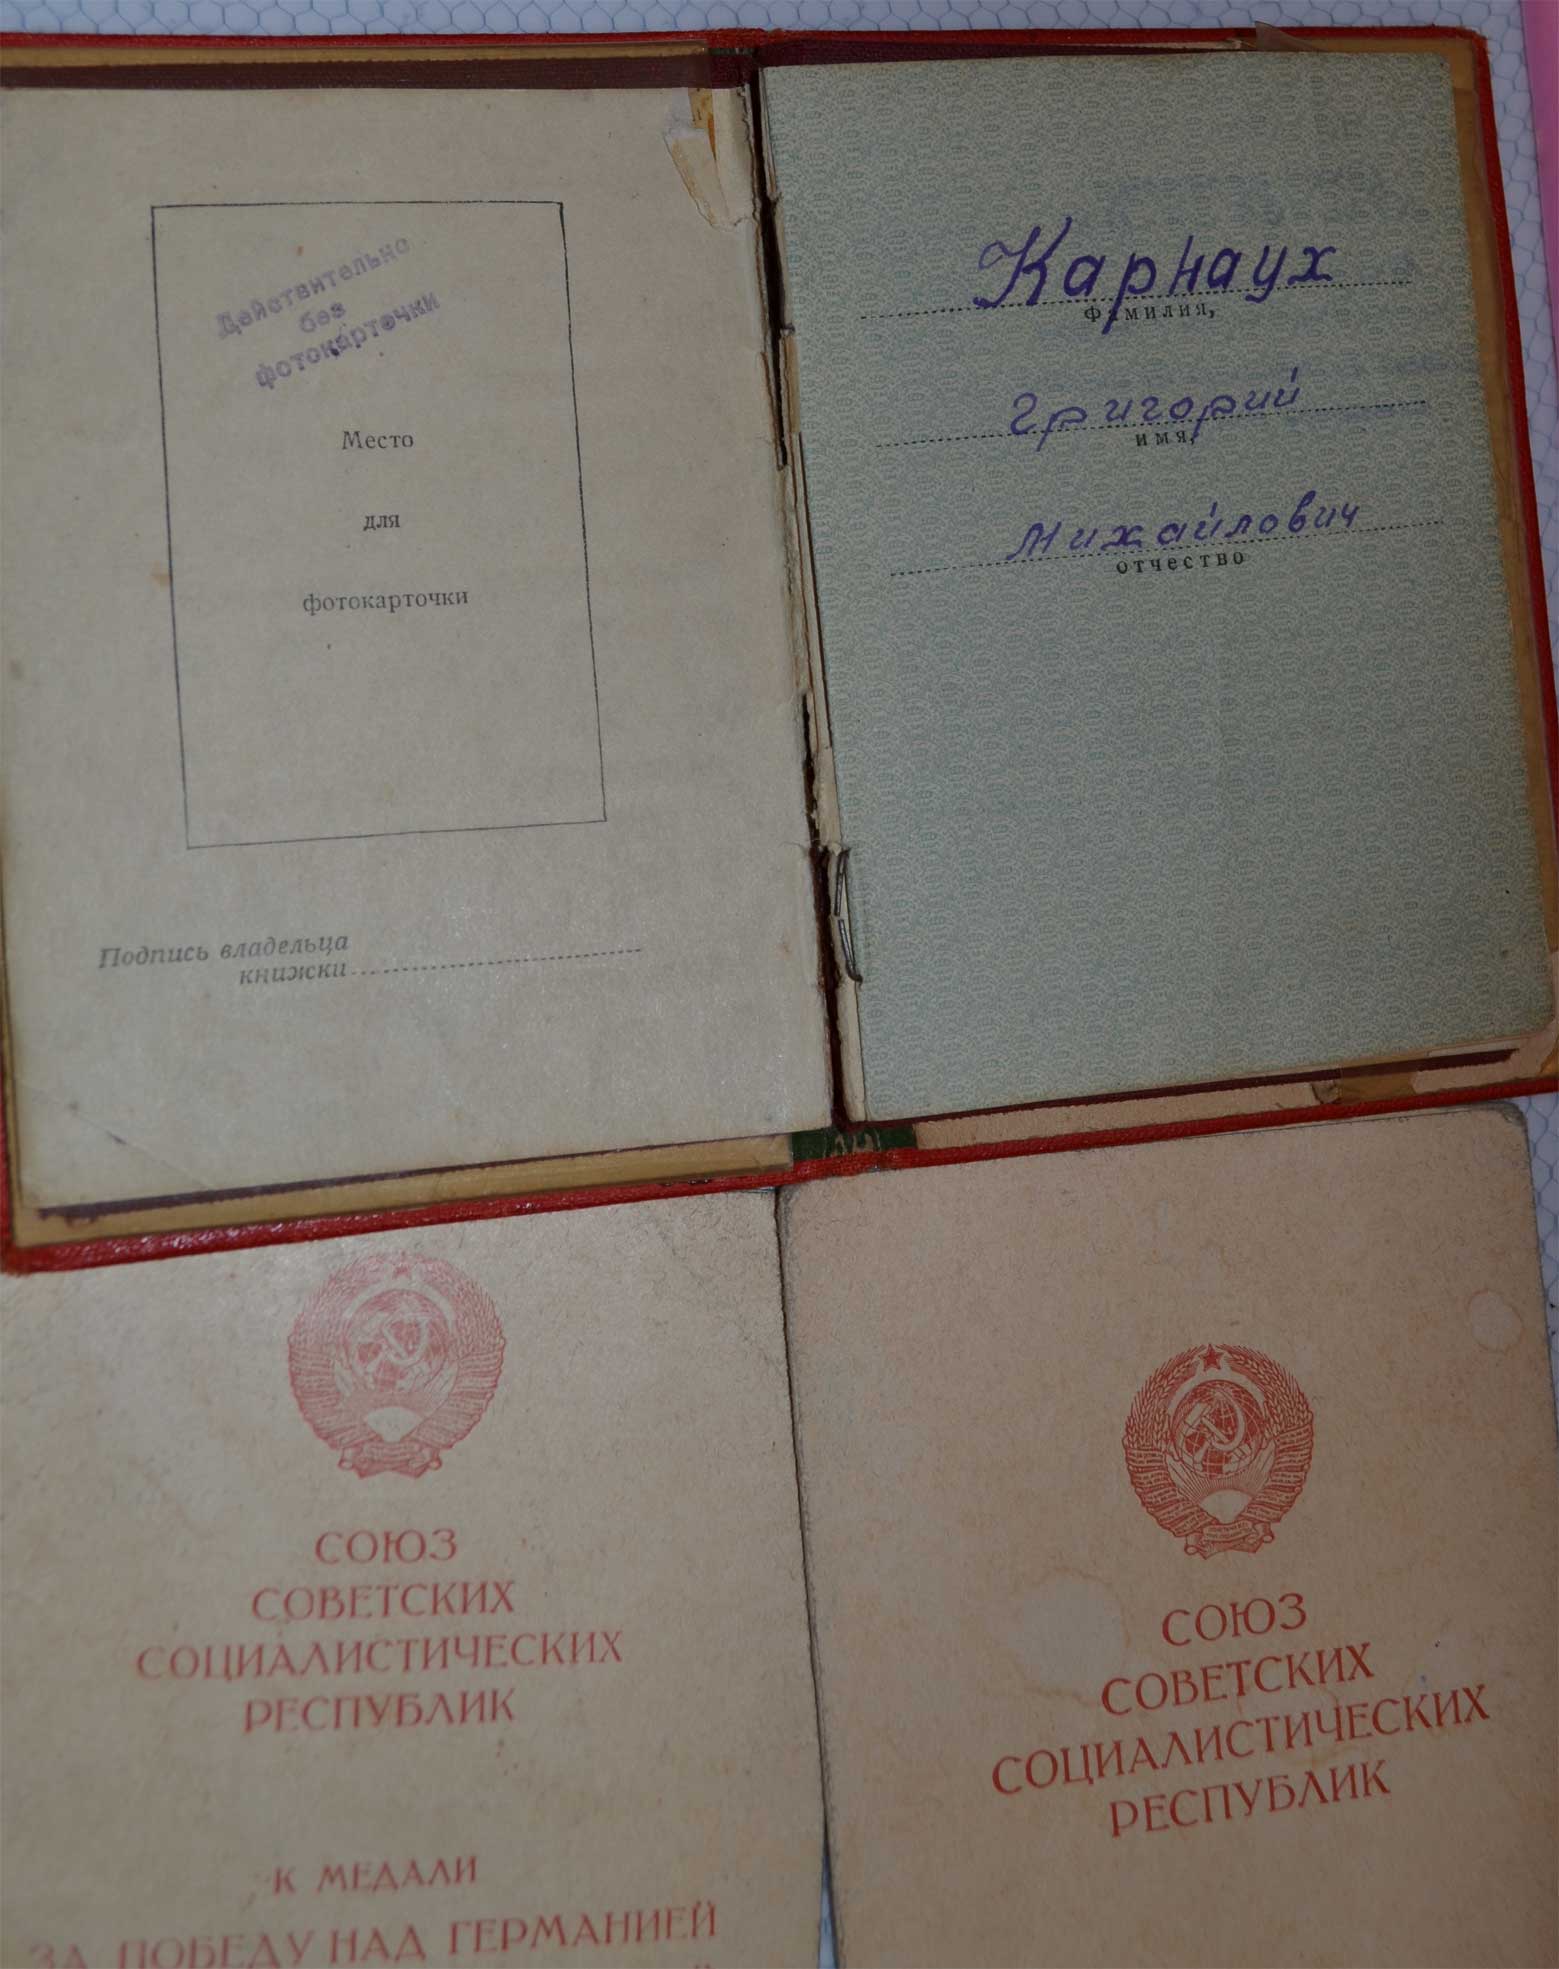 Действительно
без
фотокарточки
Место
для
фотокарточки
Подпись владельца
книжки
Карнаух
фамилия,
Григорий
имя,
Михайлович
отчество
СОЮЗ
СОВЕТСКИХ
СОЦИАЛИСТИЧЕСКИХ
РЕСПУБЛИК
К МЕДАЛИ
ЗА ПОБЕДУ НАД ГЕРМАНИЕЙ
СОЮЗ
СОВЕТСКИХ
СОЦИАЛИСТИЧЕСКИХ
РЕСПУБЛИК